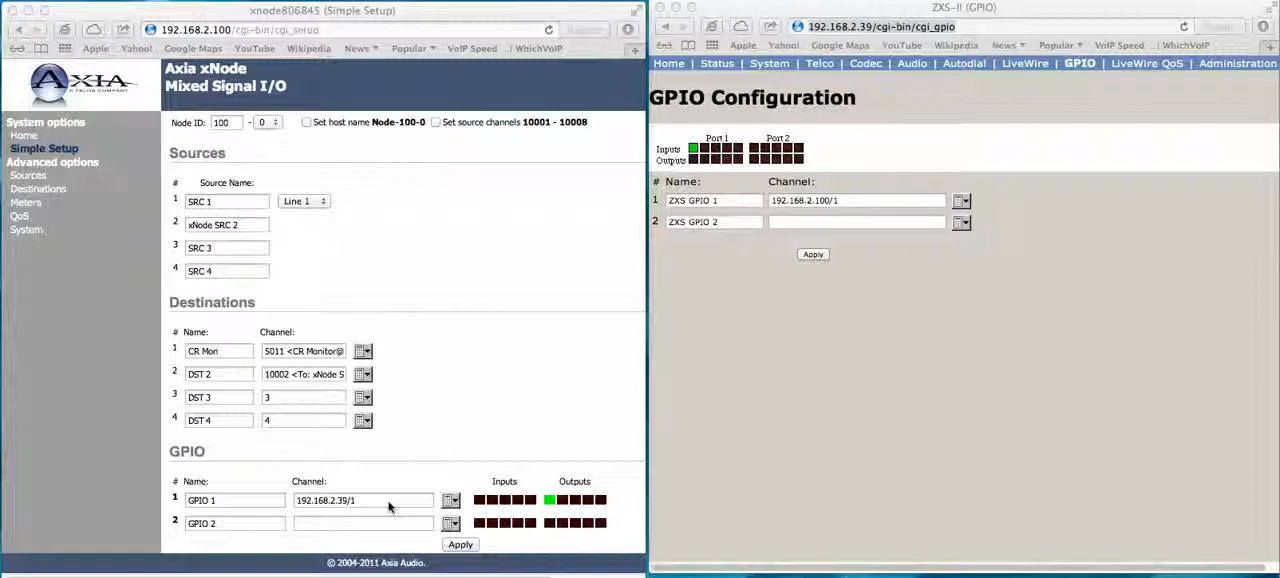 xnode806845 (Simple Setup)
192.168.2.100/cgi-bin/cgi_setup
Apple Yahoo! Google Maps YouTube Wikipedia News Popular VoIP Speed ...| WhichVoIP
AXIA
A TELOS COMPANY
Axia xNode
Mixed Signal I/O
System options
Home
Simple Setup
Advanced options
Sources
Destinations
Meters
QoS
System
Node ID: 100 - 0 Set host name Node-100-0 Set source channels 10001 - 10008
Sources
# Source Name:
1 SRC 1 Line 1
2 xNode SRC 2
3 SRC 3
4 SRC 4
Destinations
# Name: Channel:
1 CR Mon 5011 <CR Monitor@
2 DST 2 10002 <To: xNode S
3 DST 3 3
4 DST 4 4
GPIO
# Name: Channel: Inputs Outputs
1 GPIO 1 192.168.2.39/1
2 GPIO 2
Apply
© 2004-2011 Axia Audio.
ZXS-II (GPIO)
192.168.2.39/cgi-bin/cgi_gpio
Apple Yahoo! Google Maps YouTube Wikipedia News Popular VoIP Speed ...| WhichVoIP
Home | Status | System | Telco | Codec | Audio | Autodial | LiveWire | GPIO | LiveWire QoS | Administration
GPIO Configuration
Port 1 Port 2
Inputs
Outputs
# Name: Channel:
1 ZXS GPIO 1 192.168.2.100/1
2 ZXS GPIO 2
Apply